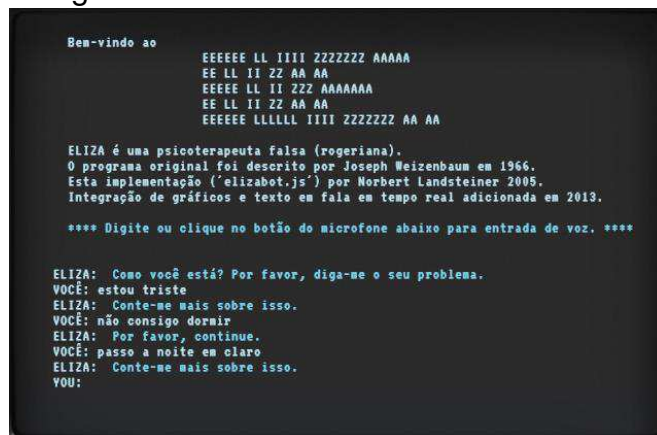 Bem-vindo ao
EEEEEE LL IIII ZZZZZZZ AAAAA
EE LL II ZZ AA AA
EEEEE LL II ZZZ AAAAAAA
EE LL II ZZ AA AA
EEEEEE LLLLLL IIII ZZZZZZZ AA AA
ELIZA é uma psicoterapeuta falsa (rogeriana).
O programa original foi descrito por Joseph Weizenbaum em 1966.
Esta implementação (´elizabot.js´) por Norbert Landsteiner 2005.
Integração de gráficos e texto em fala em tempo real adicionada em 2013.
**** Digite ou clique no botão do microfone abaixo para entrada de voz. ****
ELIZA: Como você está? Por favor, diga-me o seu problema.
VOCÊ: estou triste
ELIZA: Conte-me mais sobre isso.
VOCÊ: não consigo dormir
ELIZA: Por favor, continue.
VOCÊ: passo a noite em claro
ELIZA: Conte-me mais sobre isso.
YOU: